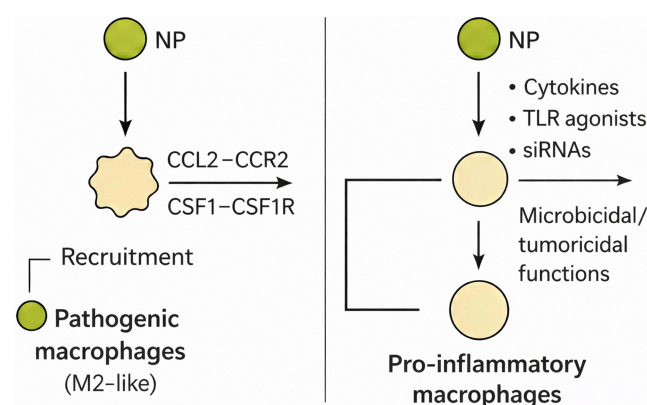 NP
CCL2–CCR2
CSF1–CSF1R
Recruitment
Pathogenic
macrophages
(M2-like)
NP
• Cytokines
• TLR agonists
• siRNAs
Microbicidal/
tumoricidal
functions
Pro-inflammatory
macrophages